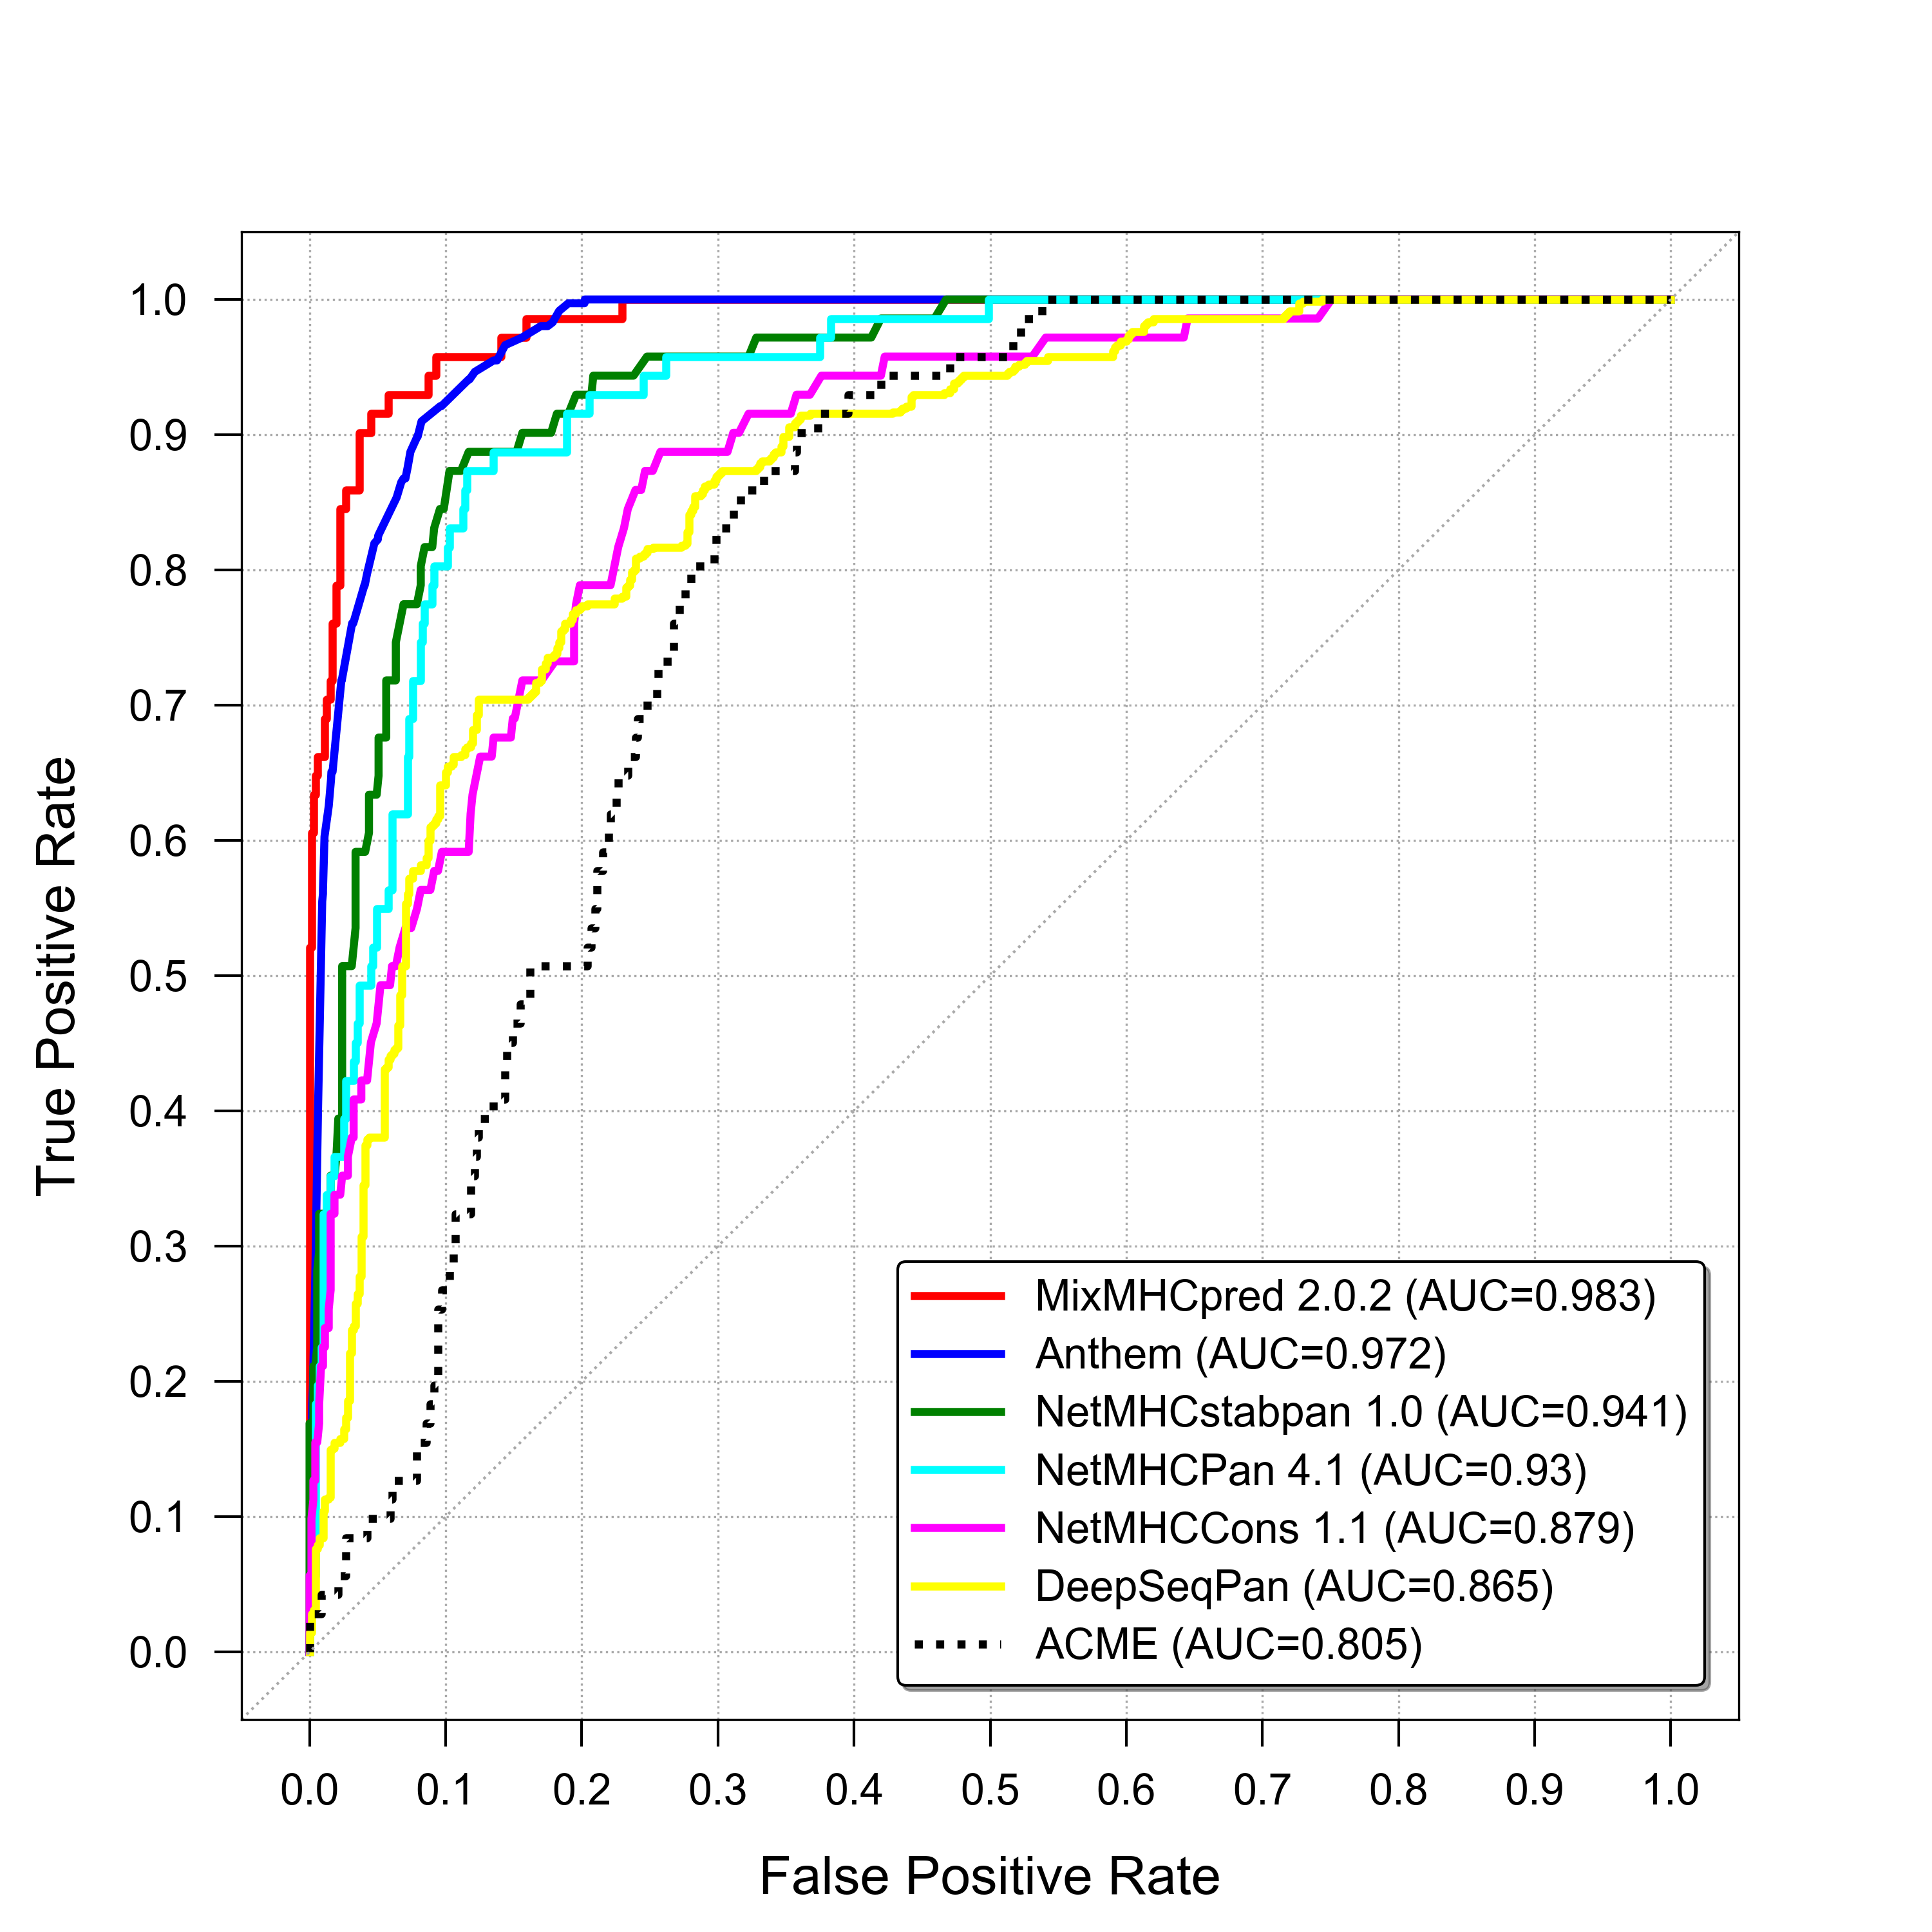 1.0
0.9
0.8
0.7
0.6
0.5
0.4
0.3
0.2
0.1
0.0
True Positive Rate
MixMHCpred 2.0.2 (AUC=0.983)
Anthem (AUC=0.972)
NetMHCstabpan 1.0 (AUC=0.941)
NetMHCPan 4.1 (AUC=0.93)
NetMHCCons 1.1 (AUC=0.879)
DeepSeqPan (AUC=0.865)
ACME (AUC=0.805)
0.0 0.1 0.2 0.3 0.4 0.5 0.6 0.7 0.8 0.9 1.0
False Positive Rate